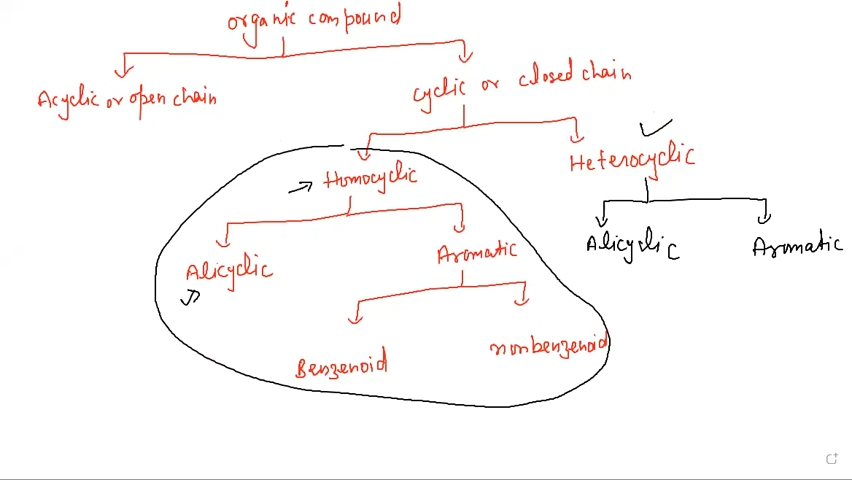 organic compound
Acyclic or open chain
cyclic or closed chain
Homocyclic
Heterocyclic
Alicyclic
Aromatic
Alicyclic
Aromatic
Benzenoid
nonbenzenoid